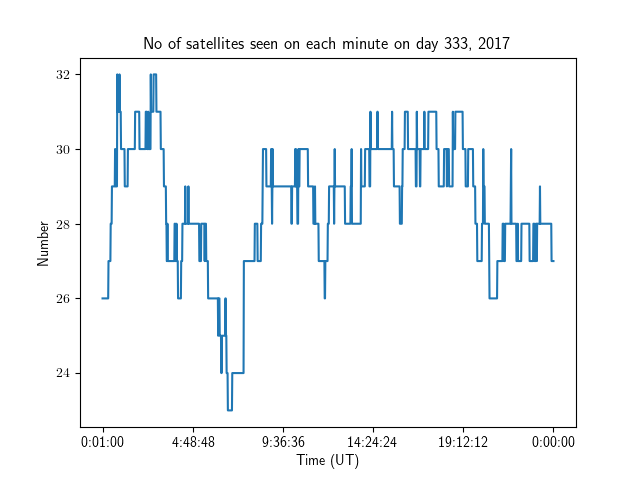 No of satellites seen on each minute on day 333, 2017
32
30
28
26
24
Number
0:01:00 4:48:48 9:36:36 14:24:24 19:12:12 0:00:00
Time (UT)